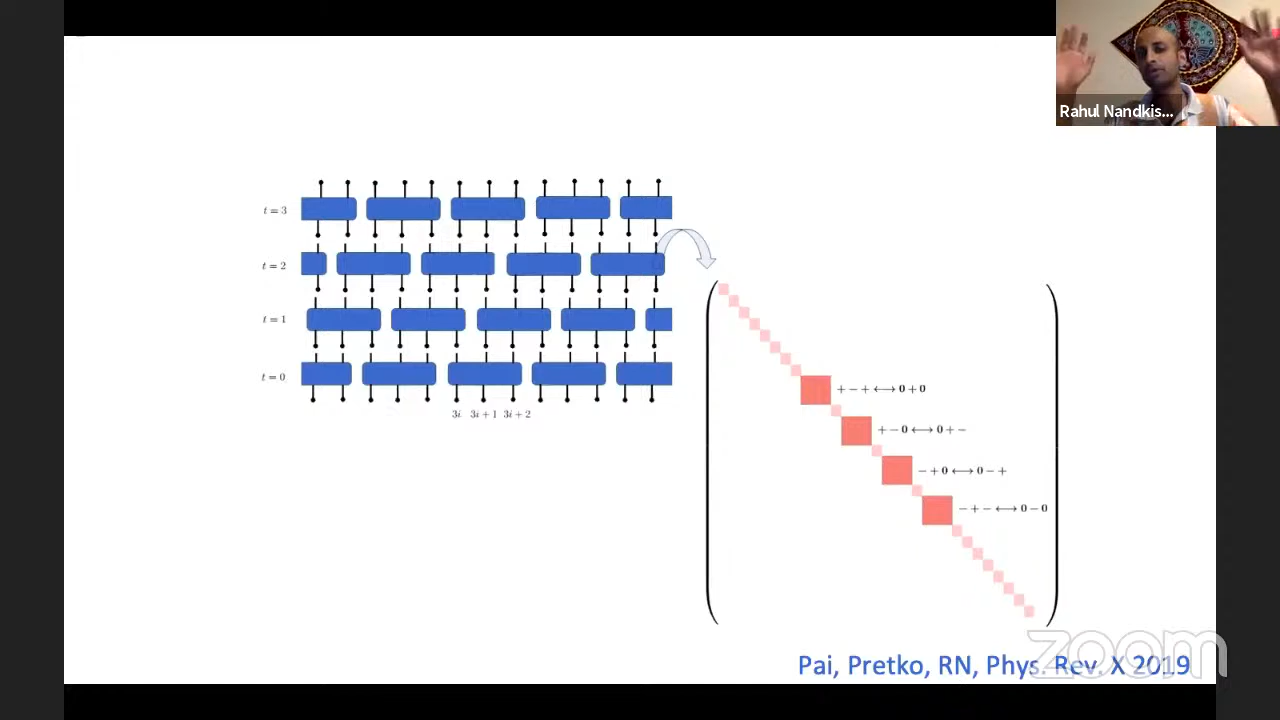 Rahul Nandkis...
t = 3
t = 2
t = 1
t = 0
3i 3i + 1 3i + 2
+ − + ⟷ 0 + 0
+ − 0 ⟷ 0 + −
− + 0 ⟷ 0 − +
− + − ⟷ 0 − 0
zoom
Pai, Pretko, RN, Phys. Rev. X 2019